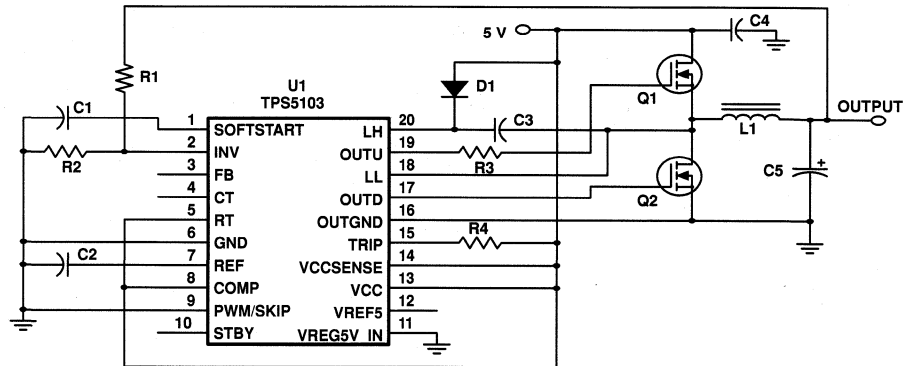 5 V
C4
R1
U1
TPS5103
D1
Q1
C1
C3
OUTPUT
L1
R2
R3
C5
Q2
R4
C2
1 SOFTSTART LH 20
2 INV OUTU 19
3 FB LL 18
4 CT OUTD 17
5 RT OUTGND 16
6 GND TRIP 15
7 REF VCCSENSE 14
8 COMP VCC 13
9 PWM/SKIP VREF5 12
10 STBY VREG5V IN 11
+